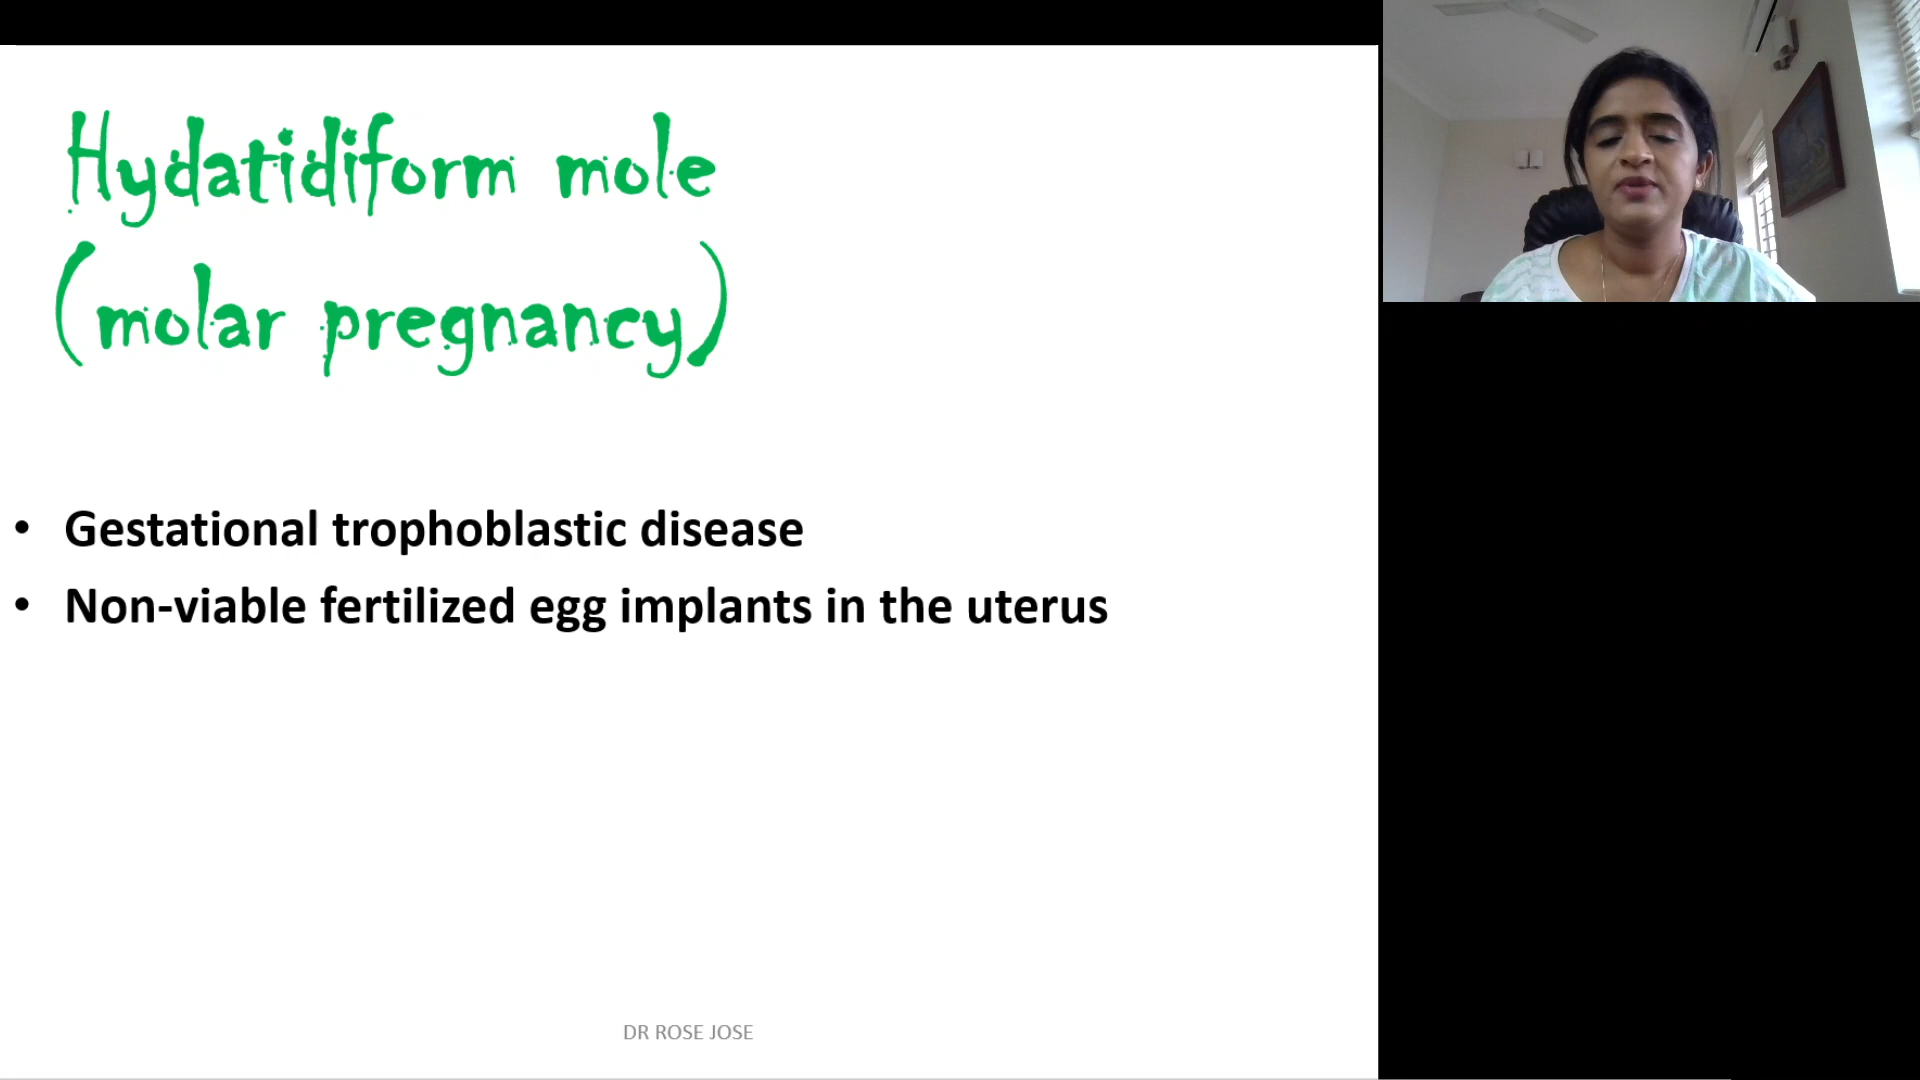 Hydatidiform mole
(molar pregnancy)
• Gestational trophoblastic disease
• Non-viable fertilized egg implants in the uterus
DR ROSE JOSE